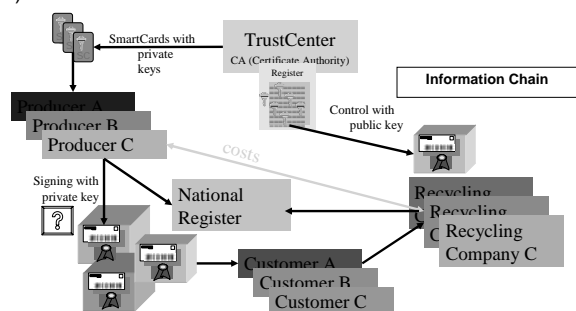 SmartCards with
private
keys
TrustCenter
CA (Certificate Authority)
Register
Information Chain
Producer A
Producer B
Producer C
Control with
public key
costs
Signing with
private key
?
National
Register
Recycling
Recycling
C
Recycling
Company C
Customer A
Customer B
Customer C